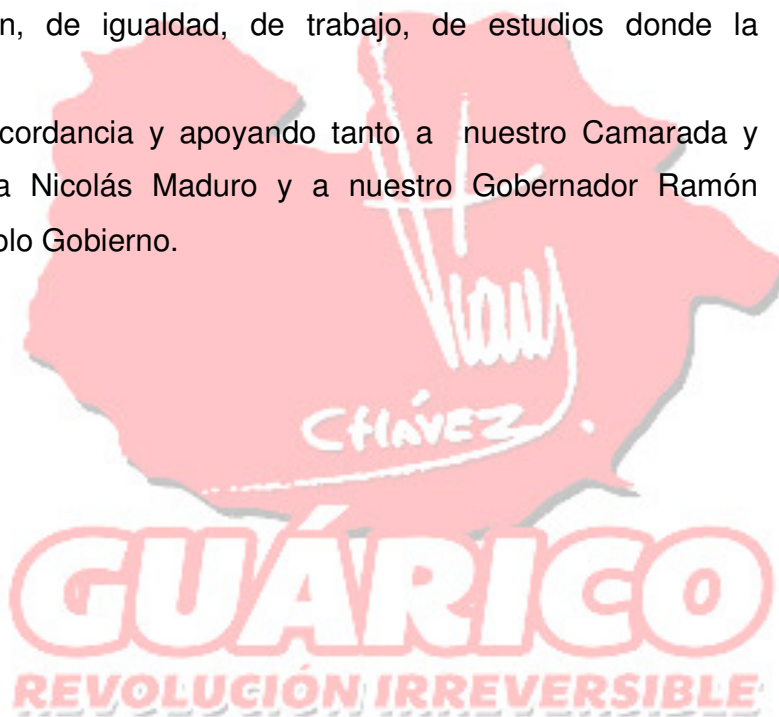 n, de igualdad, de trabajo, de estudios donde la
cordancia y apoyando tanto a nuestro Camarada y
a Nicolás Maduro y a nuestro Gobernador Ramón
olo Gobierno.
CHÁVEZ
GUÁRICO
REVOLUCIÓN IRREVERSIBLE